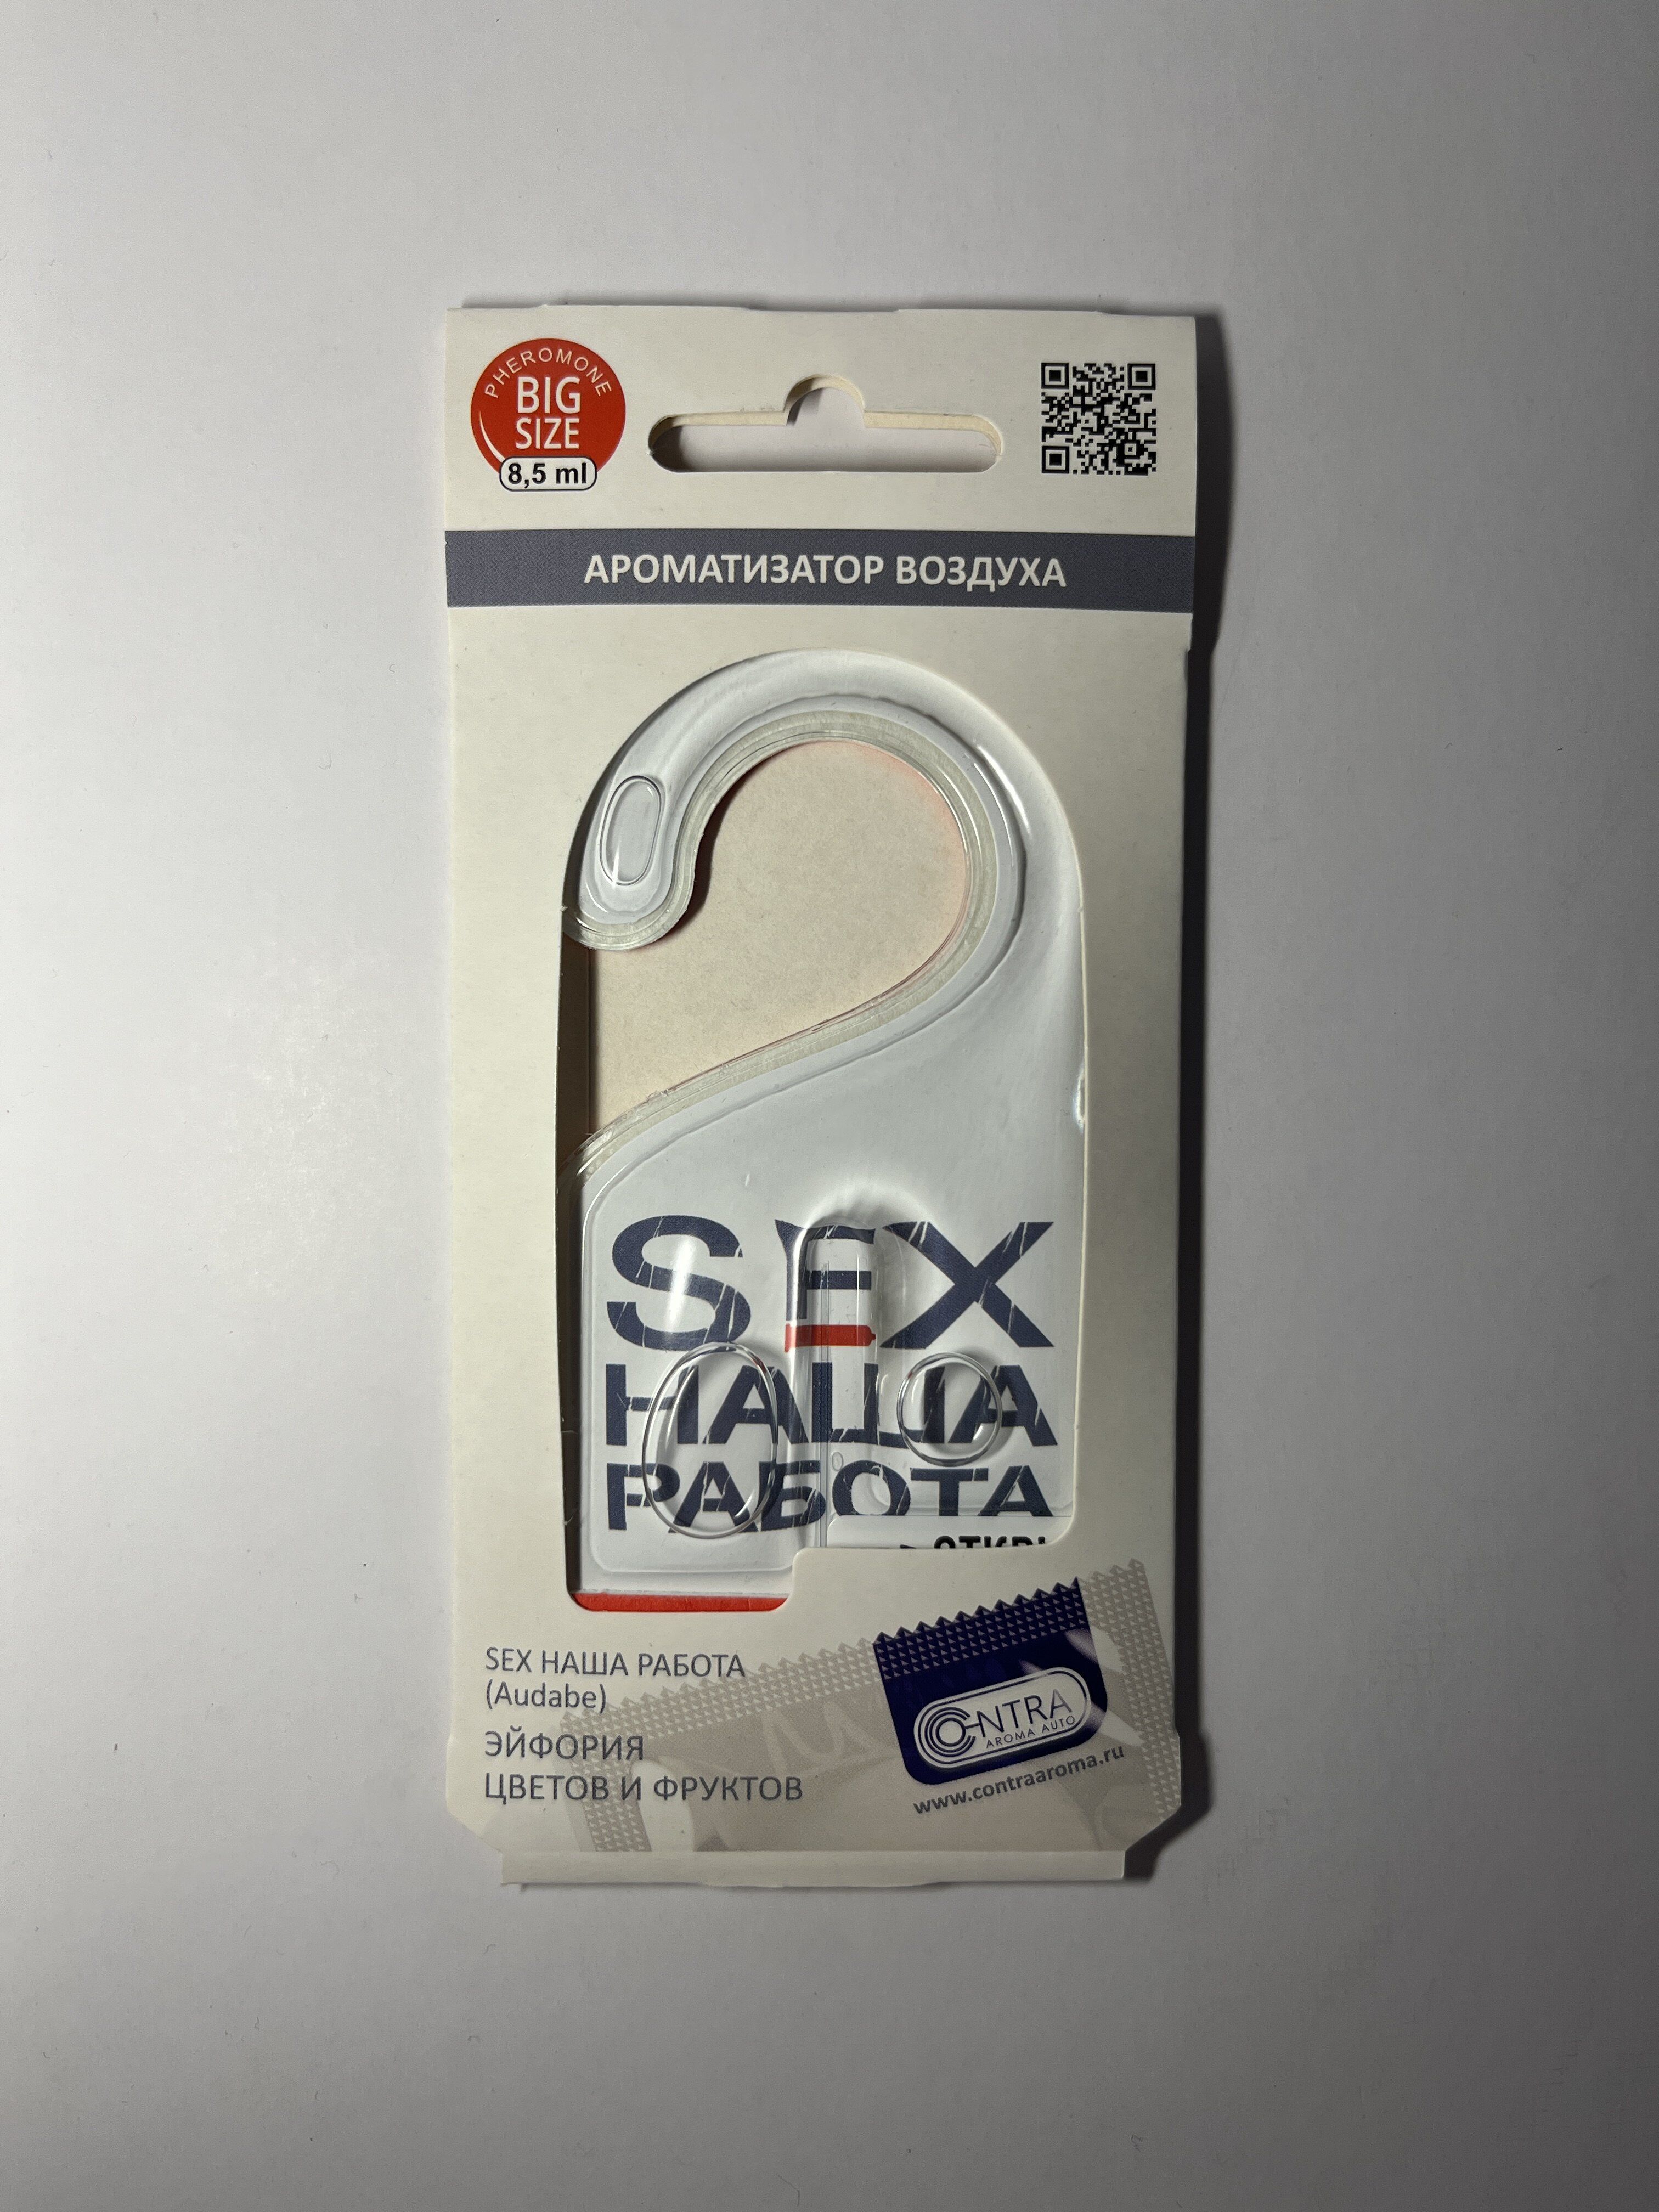 PHEROMONE
BIG
SIZE
8,5 ml
АРОМАТИЗАТОР ВОЗДУХА
SEX
НАША
РАБОТА
SEX НАША РАБОТА
(Audabe)
ЭЙФОРИЯ
ЦВЕТОВ И ФРУКТОВ
CONTRA
AROMA AUTO
www.contraaroma.ru